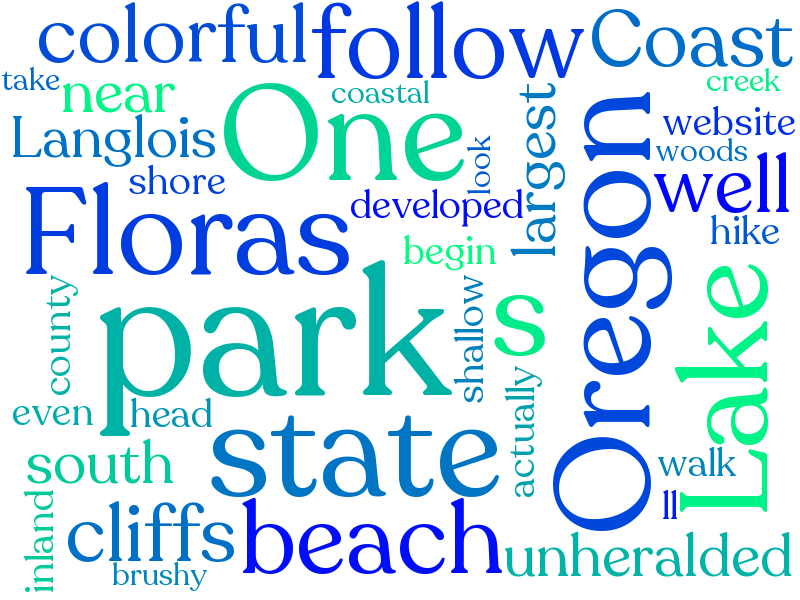 colorful
follow
Coast
take
near
coastal
creek
One
largest
Oregon
website
Langlois
look
woods
shore
well
Floras
developed
hike
begin
Lake
park
county
shallow
s
actually
even
head
state
south
walk
inland
ll
cliffs
beach
unheralded
brushy